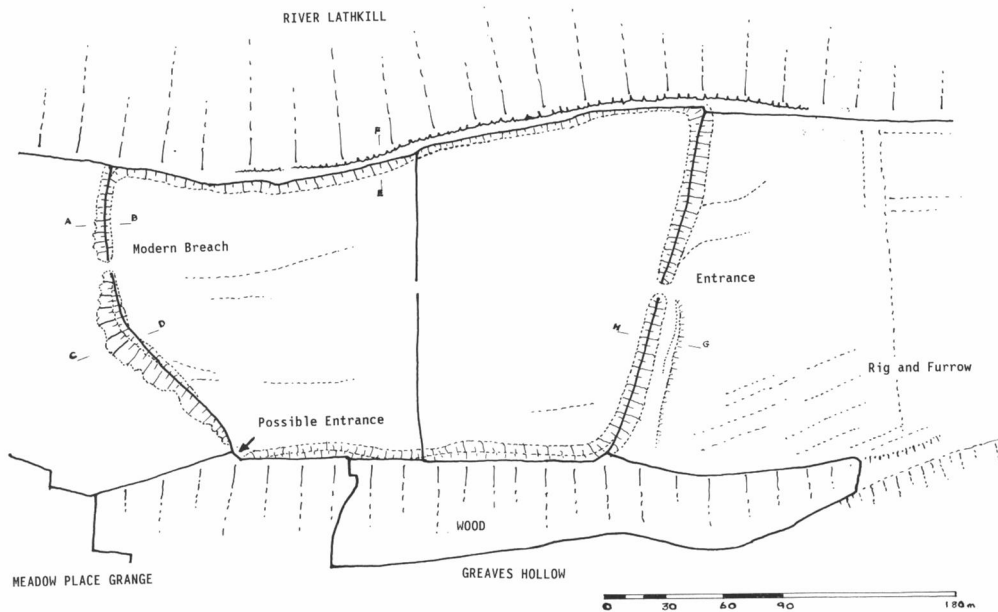 RIVER LATHKILL
F
E
A
B
Modern Breach
Entrance
D
C
H
G
Rig and Furrow
Possible Entrance
WOOD
MEADOW PLACE GRANGE
GREAVES HOLLOW
0 30 60 90 180m